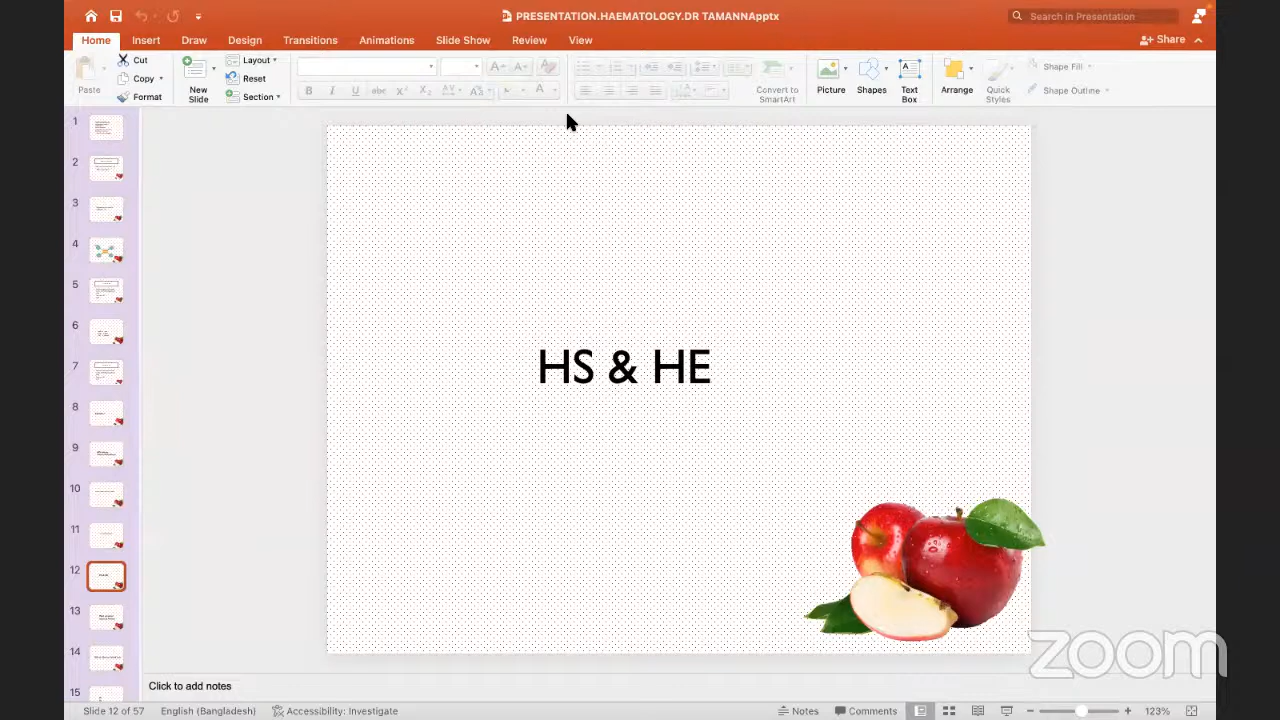 PRESENTATION.HAEMATOLOGY.DR TAMANNApptx
Search in Presentation
Home Insert Draw Design Transitions Animations Slide Show Review View
Share
Paste
Cut
Copy
Format
New
Slide
Layout
Reset
Section
Convert to
SmartArt
Picture
Shapes
Text
Box
Arrange
Quick
Styles
Shape Fill
Shape Outline
1
2
3
4
5
6
7
8
9
10
11
12
13
14
15
HS & HE
zoom
Click to add notes
Slide 12 of 57 English (Bangladesh) Accessibility: Investigate
Notes Comments 123%